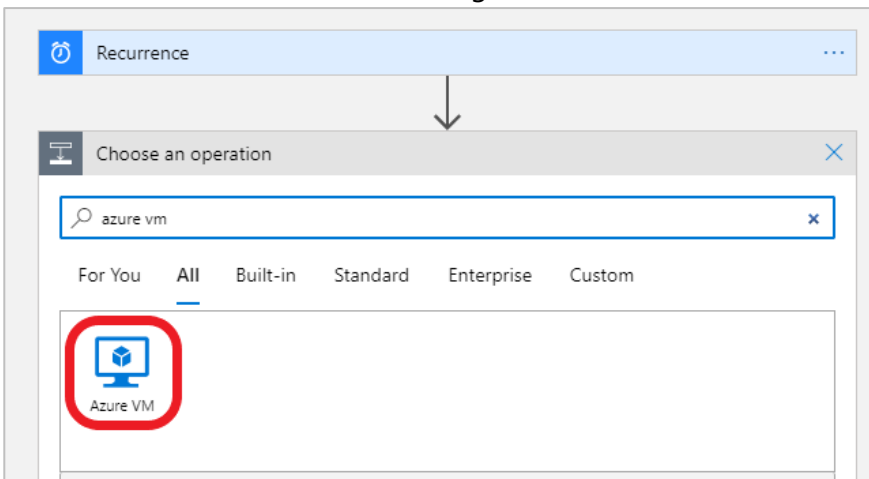 Recurrence
...
Choose an operation
azure vm
For You All Built-in Standard Enterprise Custom
Azure VM